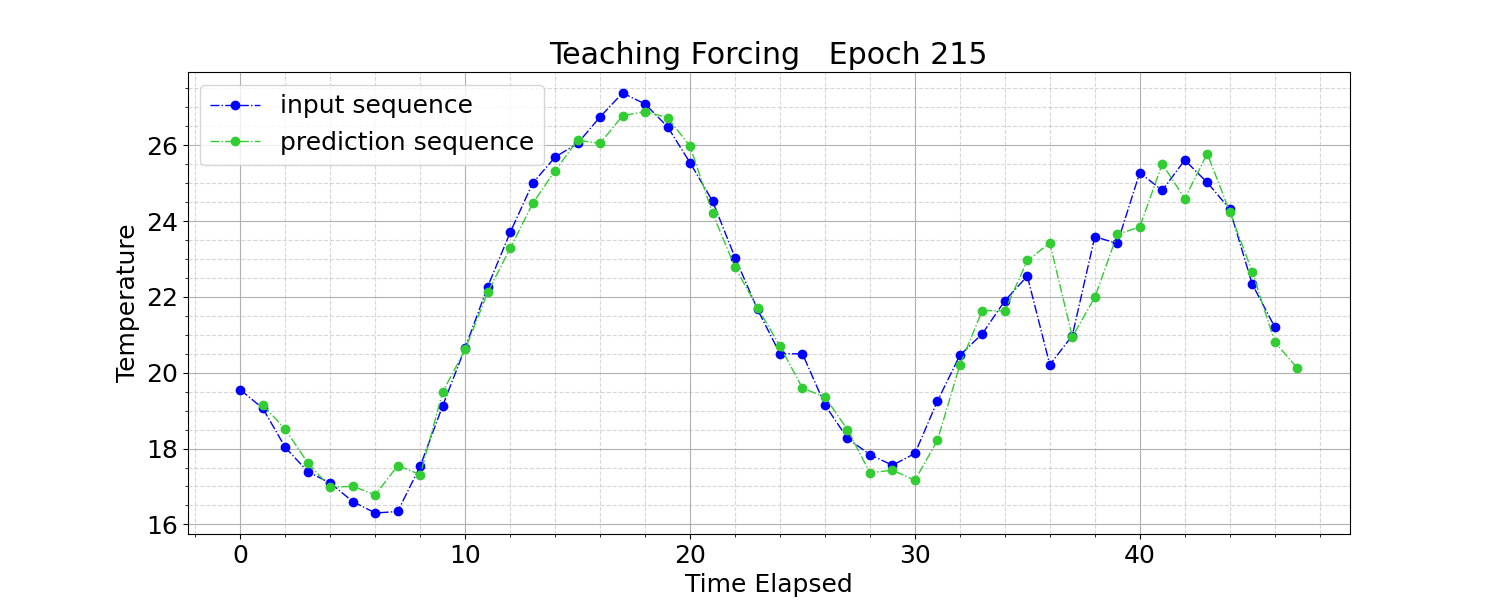 Teaching Forcing   Epoch 215
input sequence
prediction sequence
Temperature
26
24
22
20
18
16
0 10 20 30 40
Time Elapsed